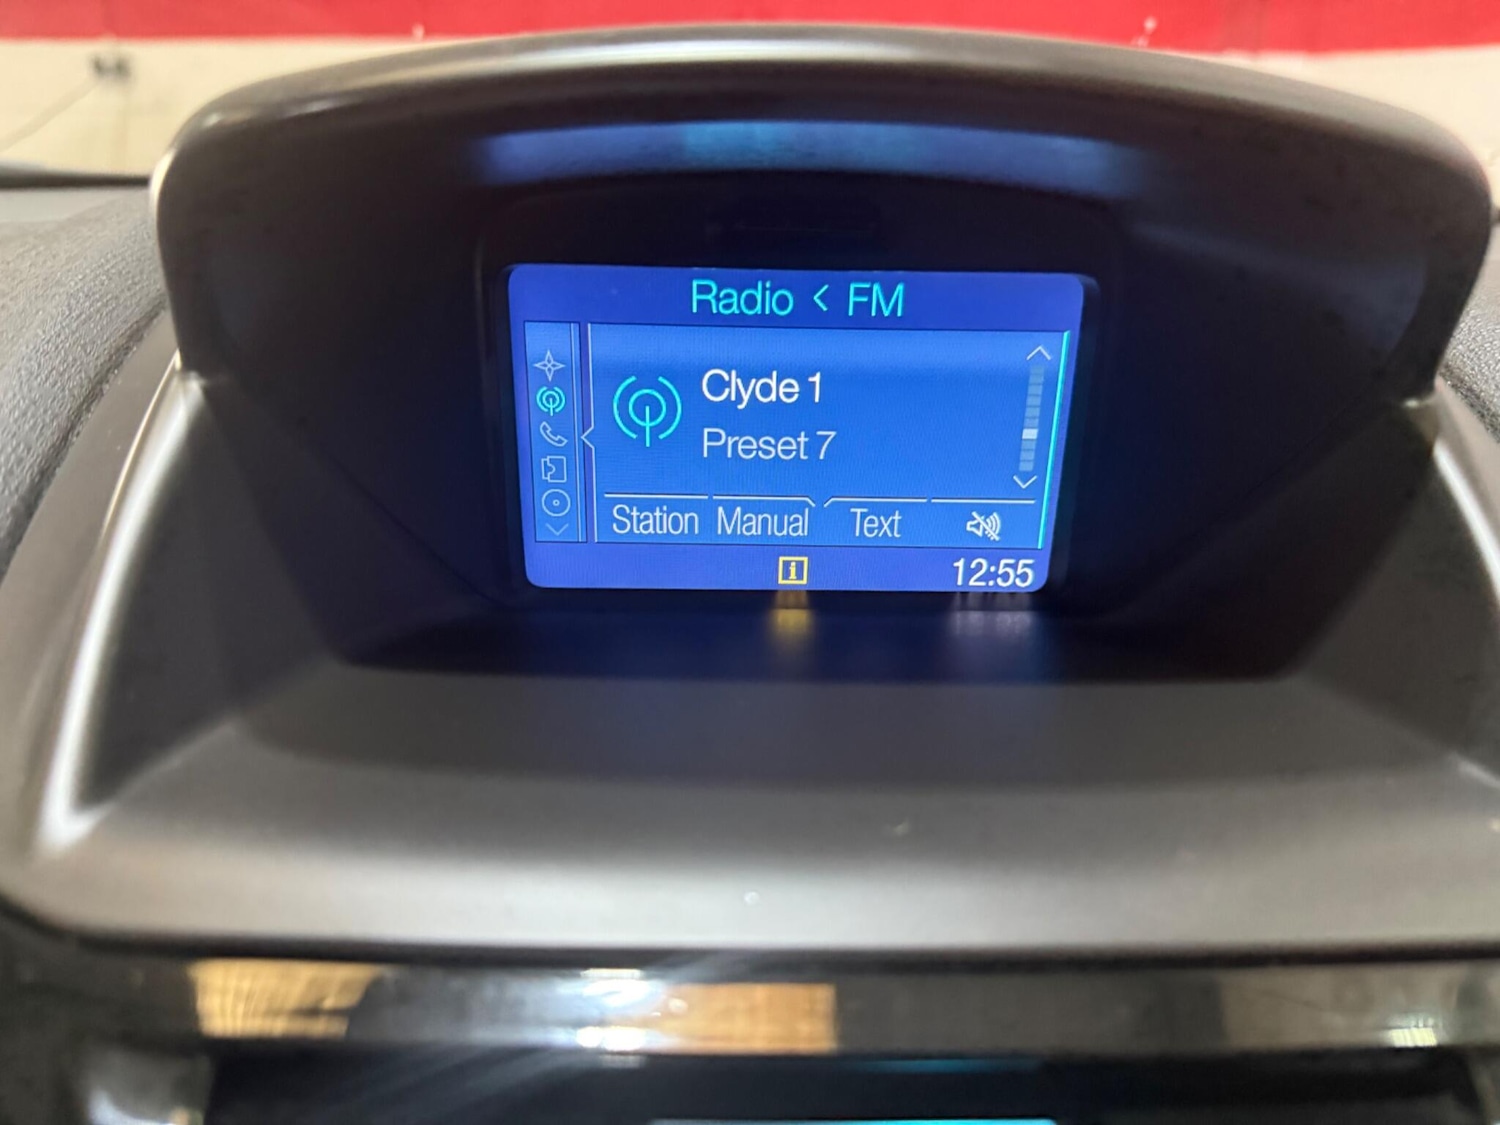 Radio < FM
Clyde 1
Preset 7
Station Manual Text
i 12:55